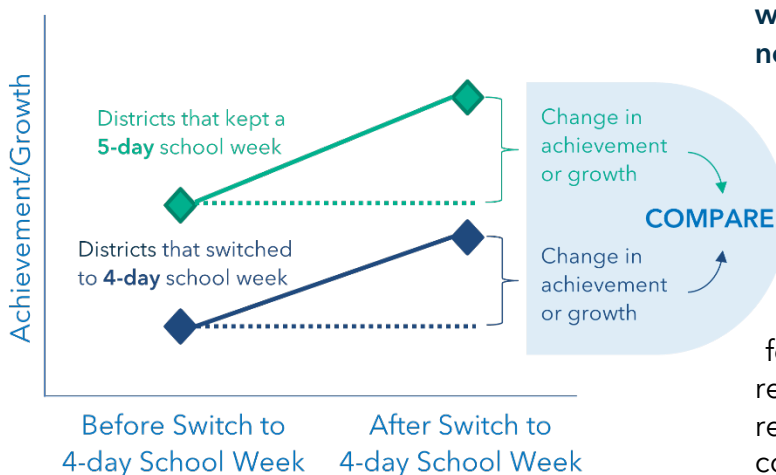 Achievement/Growth
Districts that kept a
5-day school week
Districts that switched
to 4-day school week
Change in
achievement
or growth
COMPARE
Change in
achievement
or growth
Before Switch to
4-day School Week
After Switch to
4-day School Week